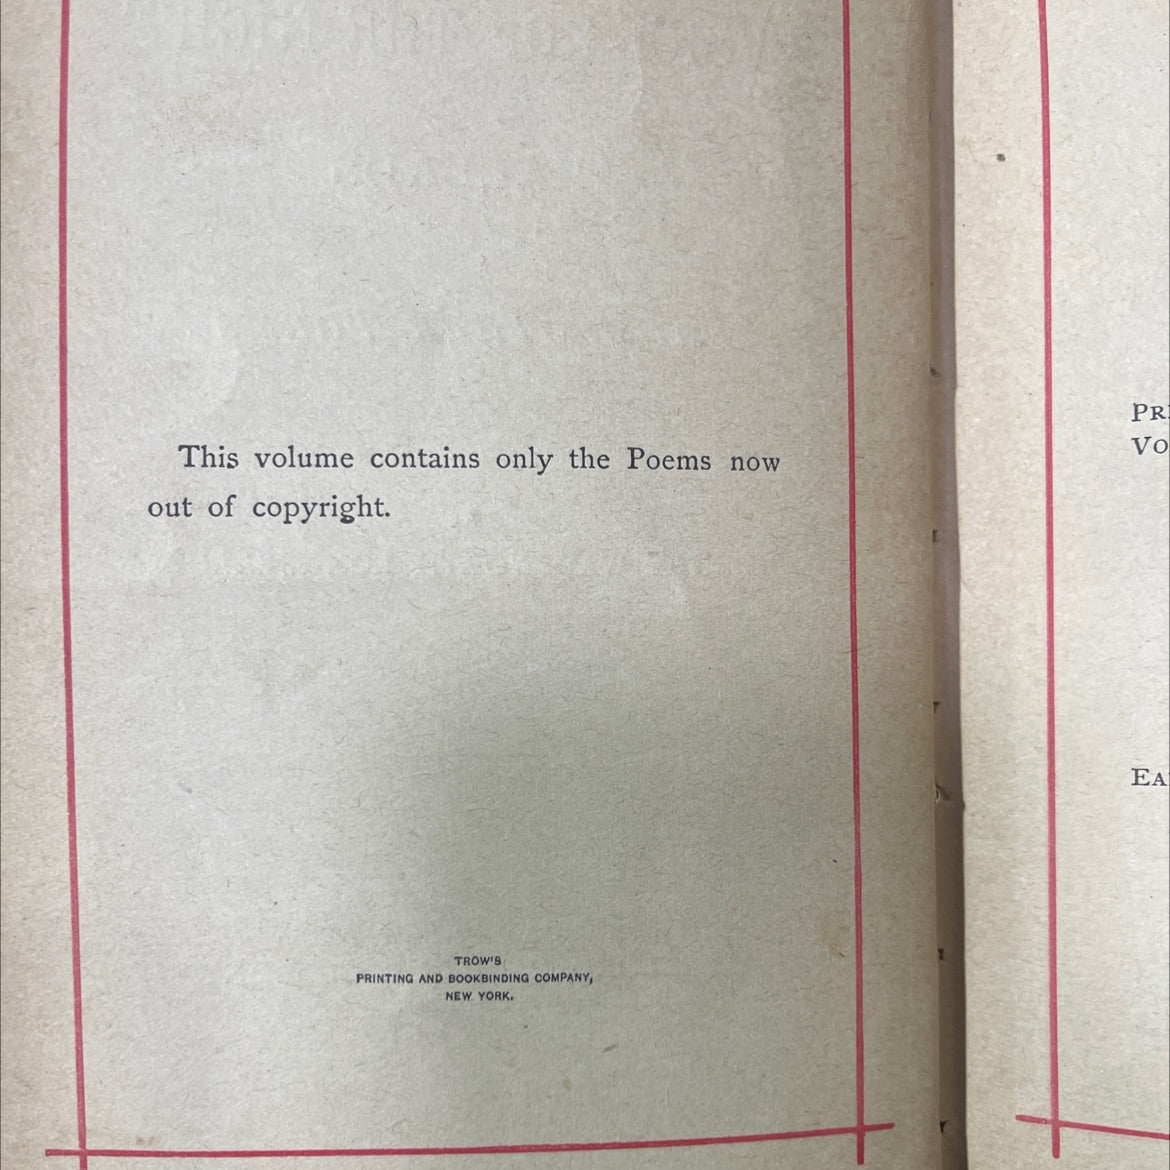 This volume contains only the Poems now
out of copyright.
TROW'S
PRINTING AND BOOKBINDING COMPANY,
NEW YORK.